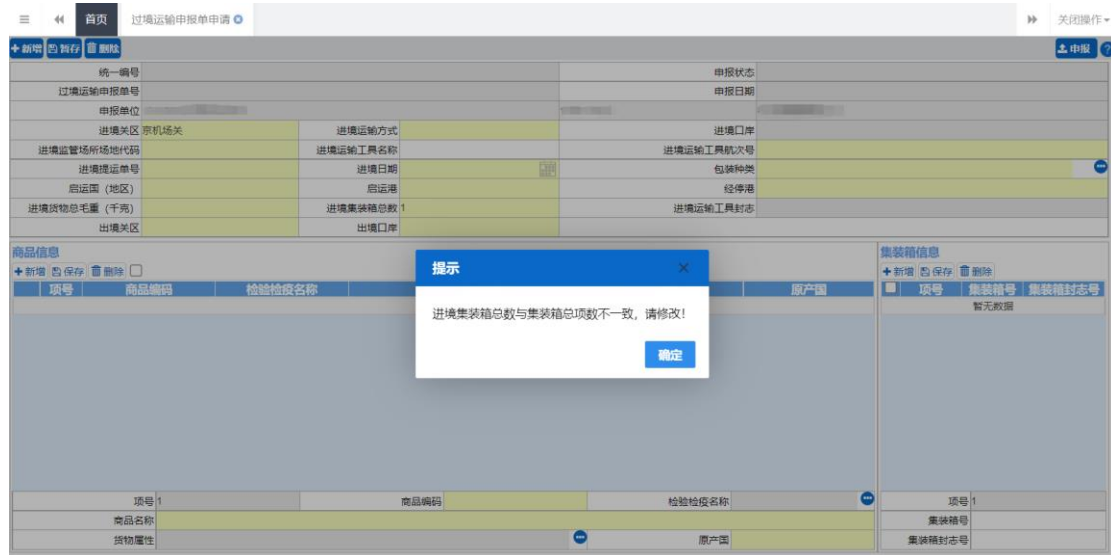 首页 过境运输申报单申请 关闭操作
新增 暂存 删除 申报
统一编号 申报状态
过境运输申报单号 申报日期
申报单位
进境关区 京机场关 进境运输方式 进境口岸
进境监管场所场地代码 进境运输工具名称 进境运输工具航次号
进境提运单号 进境日期 包装种类
启运国（地区） 启运港 经停港
进境货物总毛重（千克） 进境集装箱总数 1 进境运输工具封志
出境关区 出境口岸
商品信息 集装箱信息
新增 保存 删除 新增 保存 删除
项号 商品编码 检验检疫名称 原产国 项号 集装箱号 集装箱封志号
暂无数据
提示
进境集装箱总数与集装箱总项数不一致，请修改!
确定
项号 1 商品编码 检验检疫名称 项号 1
商品名称 集装箱号
货物属性 原产国 集装箱封志号